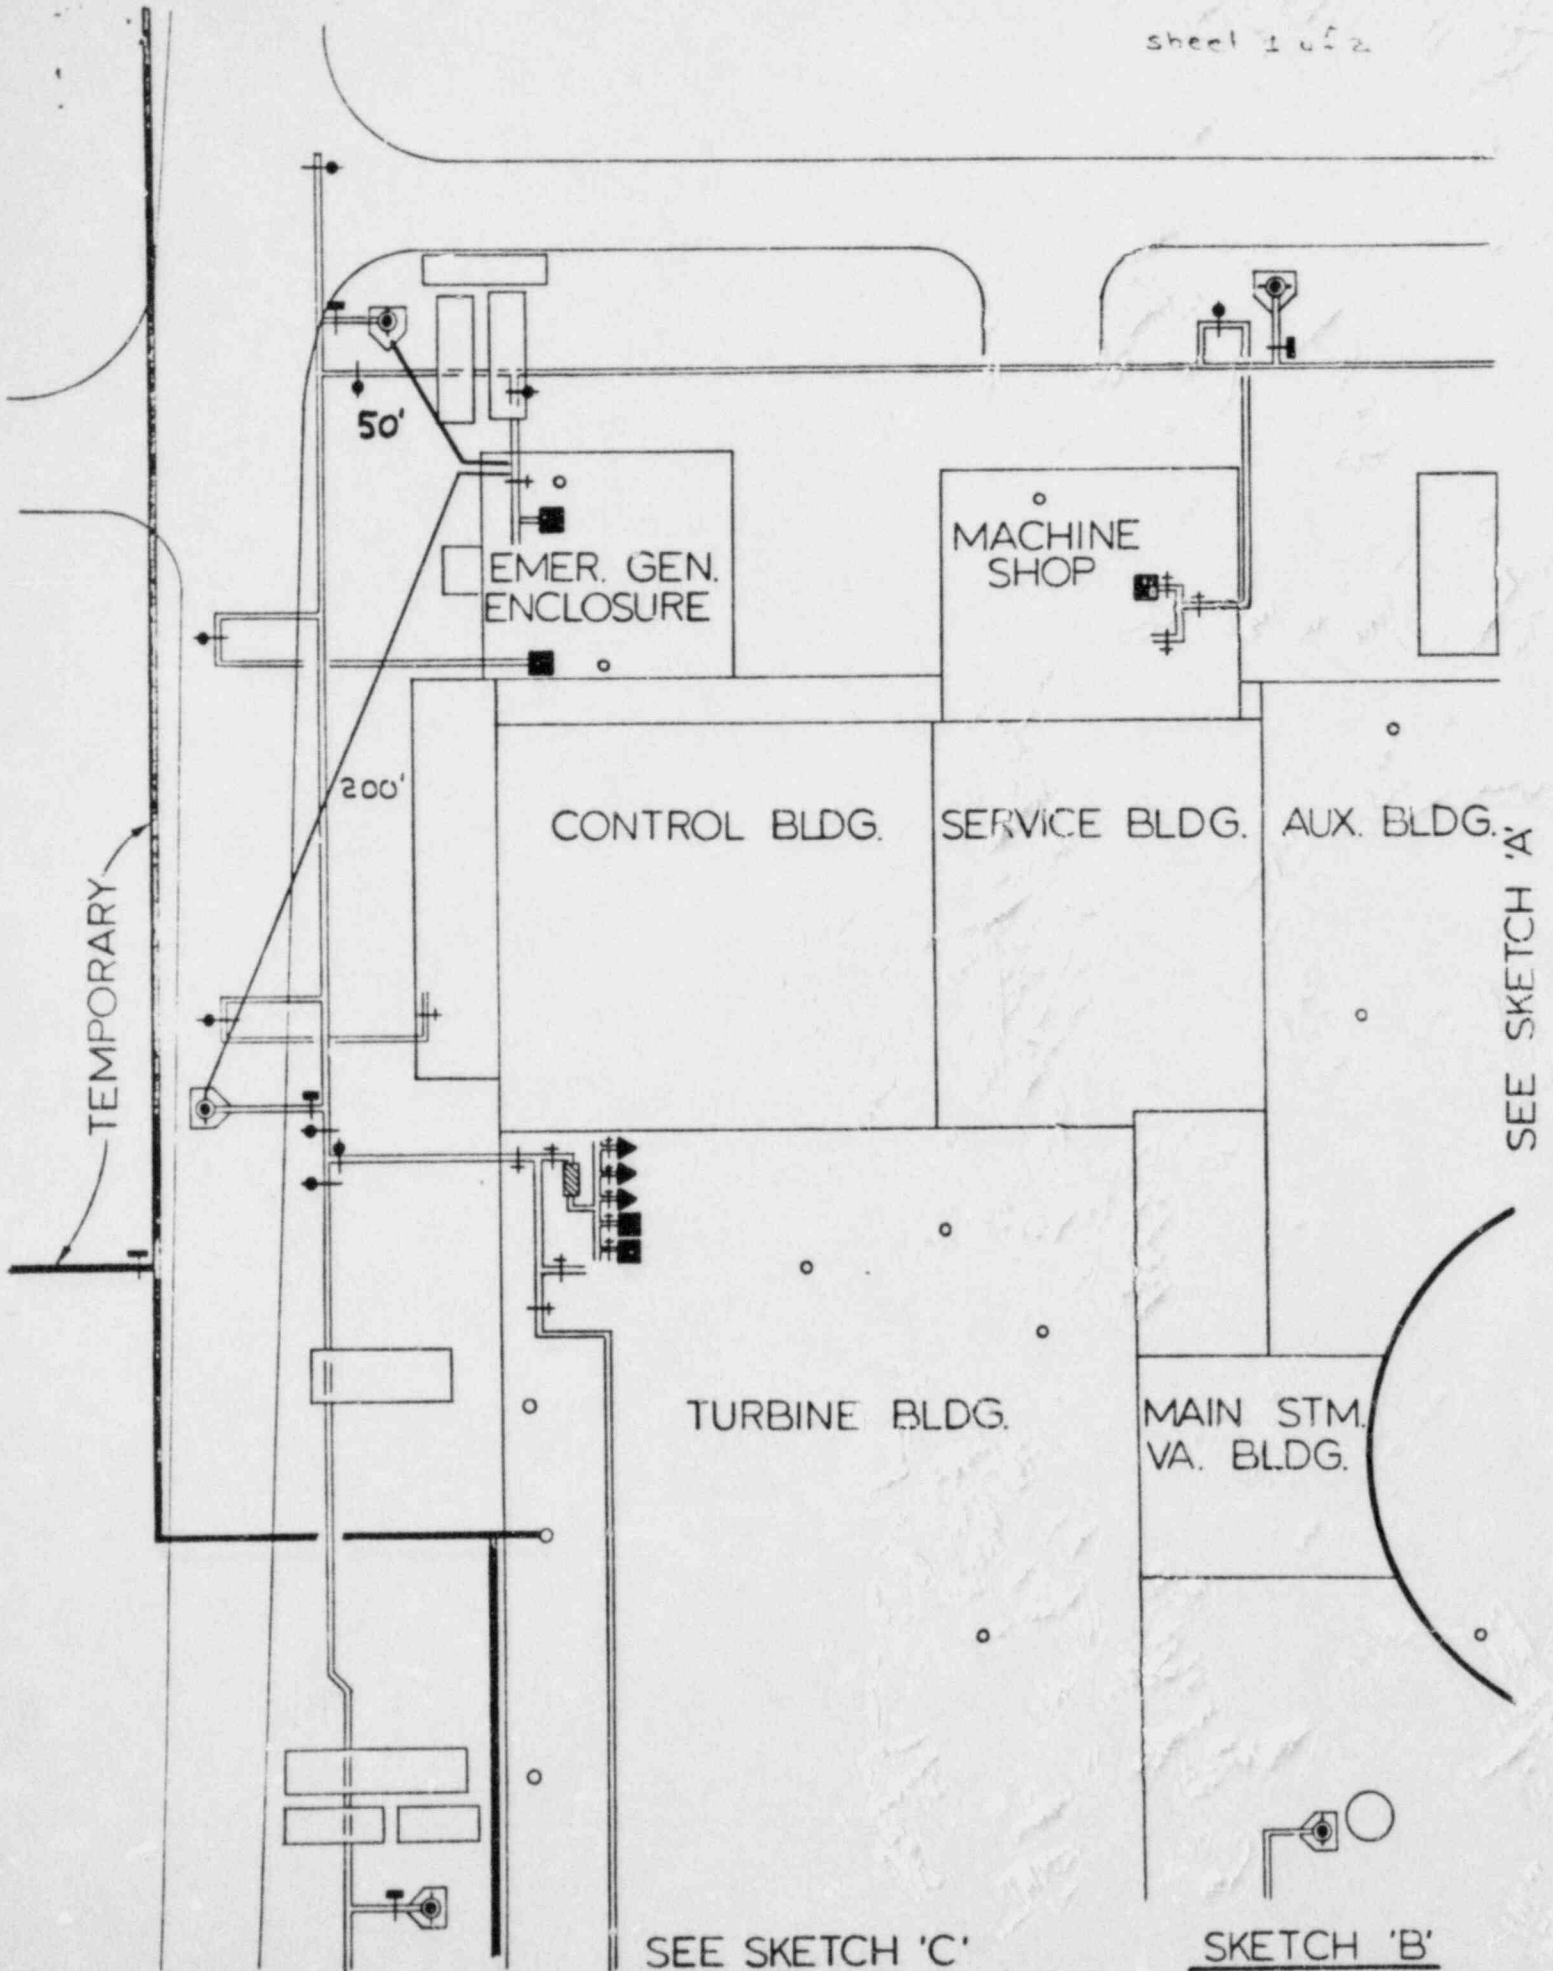 sheet 1 of 2
50'
EMER. GEN.
ENCLOSURE
MACHINE
SHOP
200'
CONTROL BLDG.
SERVICE BLDG.
AUX. BLDG.
TEMPORARY
SEE SKETCH 'A'
TURBINE BLDG.
MAIN STM.
VA. BLDG.
SEE SKETCH 'C'
SKETCH 'B'